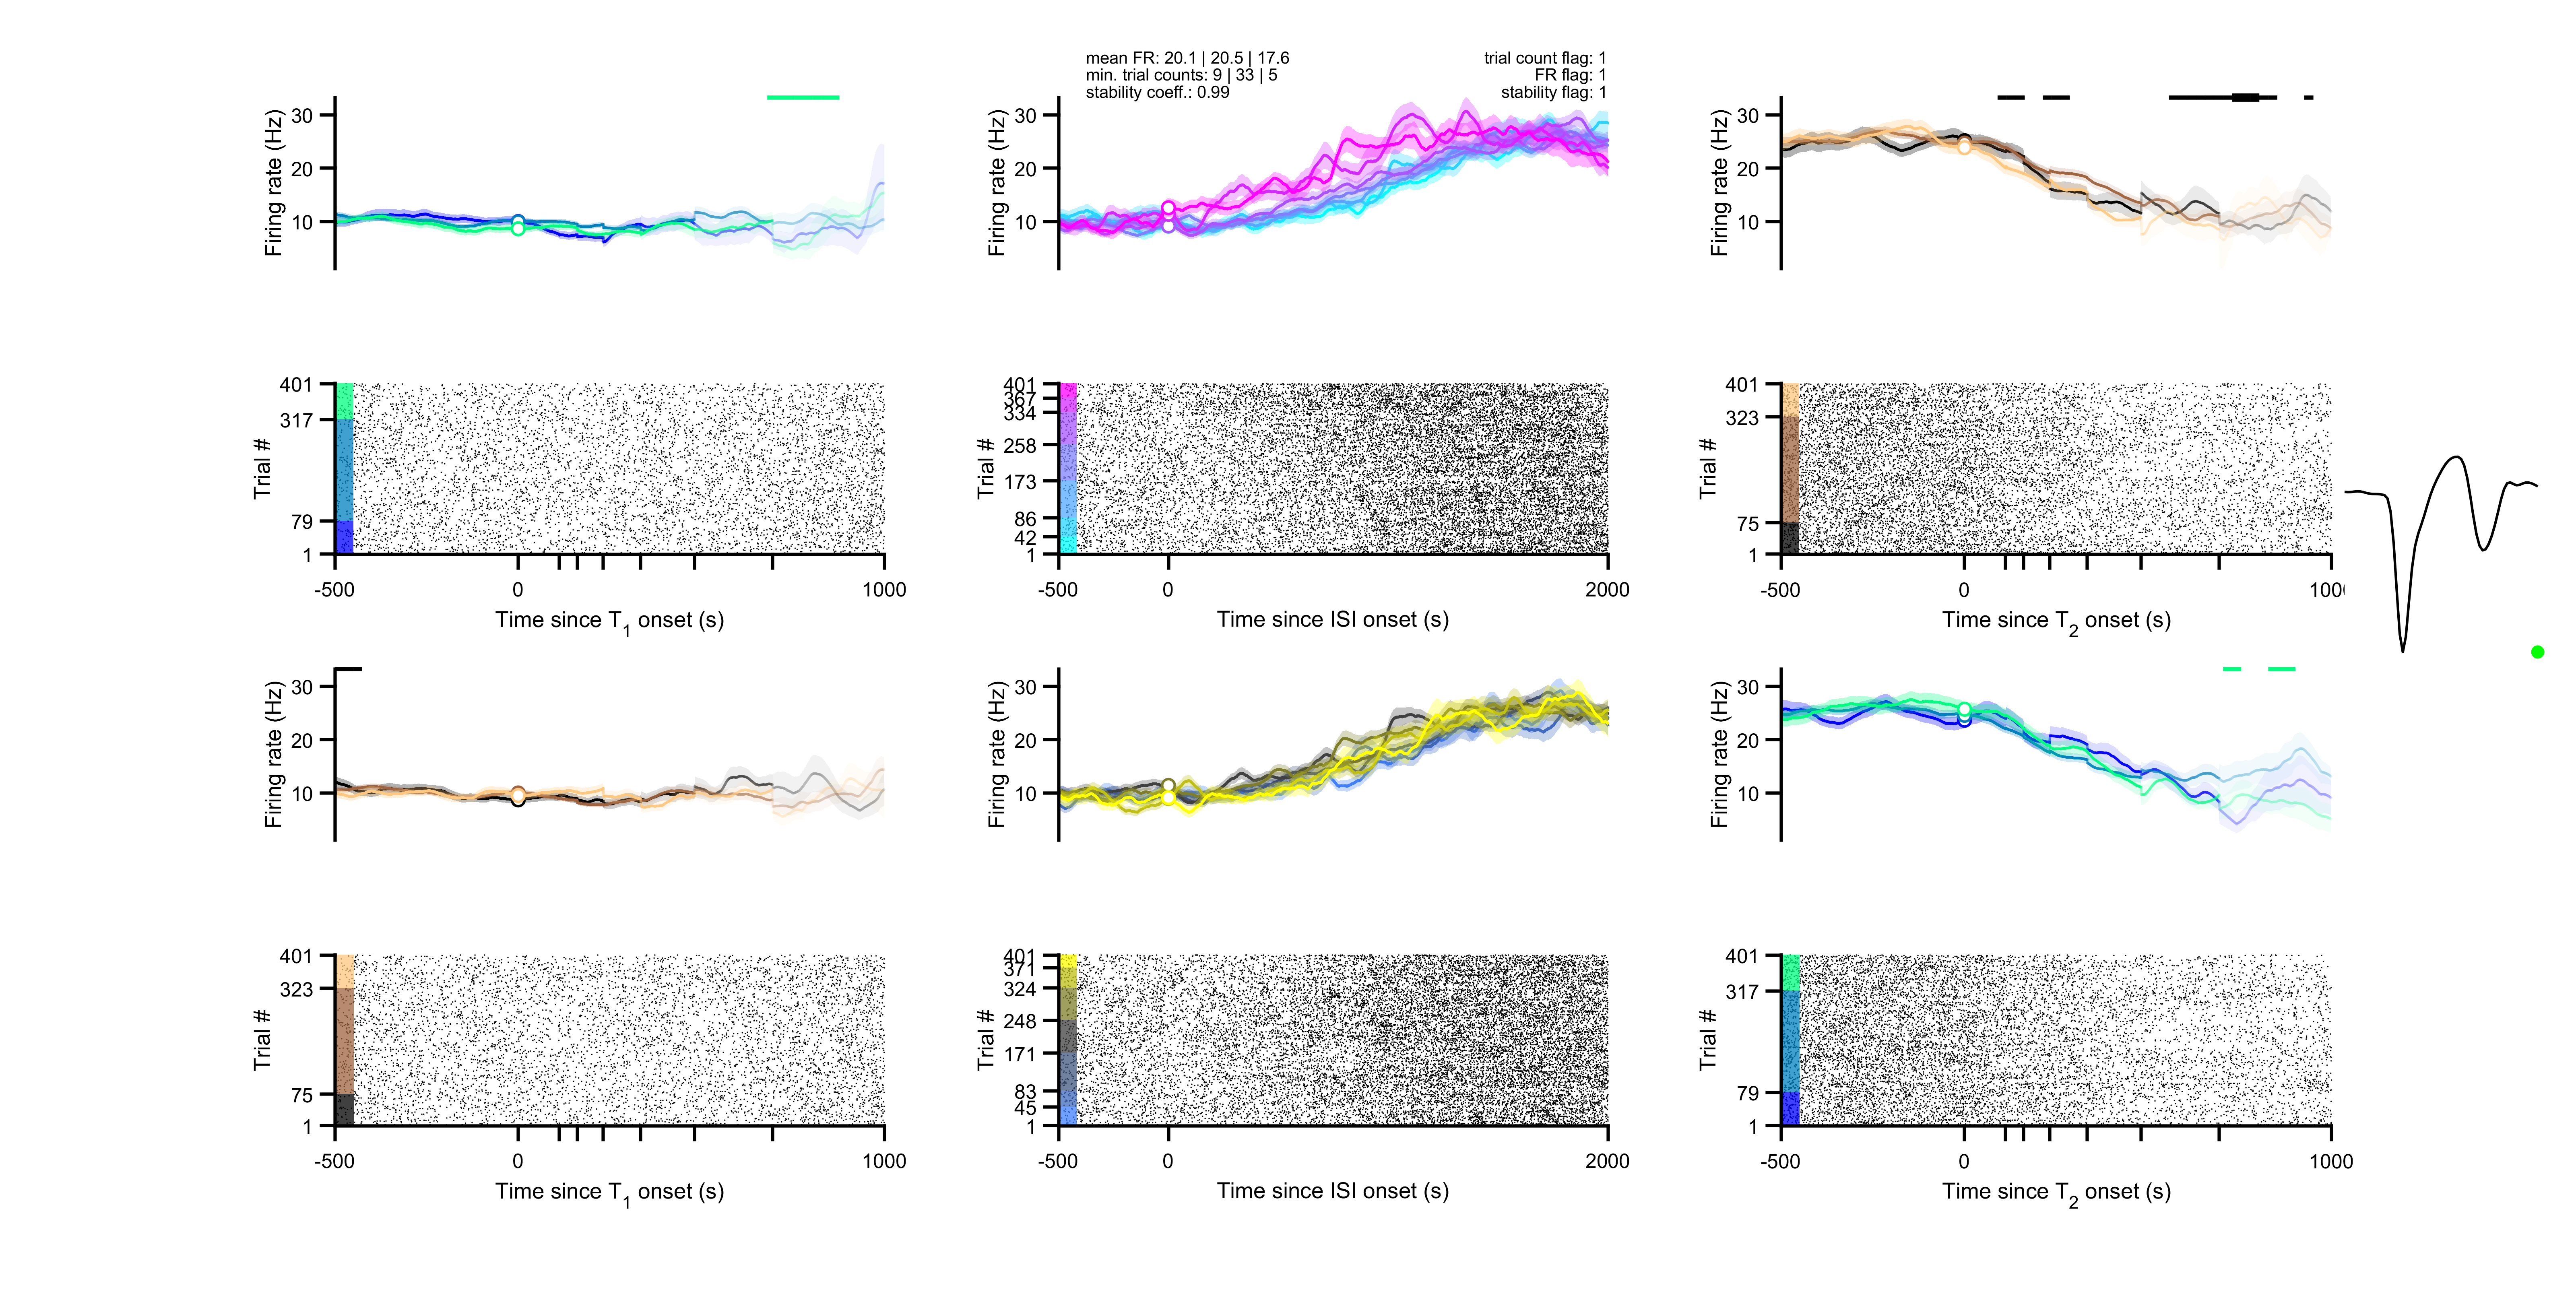 mean FR: 20.1 | 20.5 | 17.6
min. trial counts: 9 | 33 | 5
stability coeff.: 0.99
trial count flag: 1
FR flag: 1
stability flag: 1
Firing rate (Hz)
30
20
10
Firing rate (Hz)
30
20
10
Firing rate (Hz)
30
20
10
Trial #
401
317
79
1
-500
0
1000
Time since T1 onset (s)
Trial #
401
367
334
258
173
86
42
1
-500
0
2000
Time since ISI onset (s)
Trial #
401
323
75
1
-500
0
1000
Time since T2 onset (s)
Firing rate (Hz)
30
20
10
Firing rate (Hz)
30
20
10
Firing rate (Hz)
30
20
10
Trial #
401
323
75
1
-500
0
1000
Time since T1 onset (s)
Trial #
401
371
324
248
171
83
45
1
-500
0
2000
Time since ISI onset (s)
Trial #
401
317
79
1
-500
0
1000
Time since T2 onset (s)